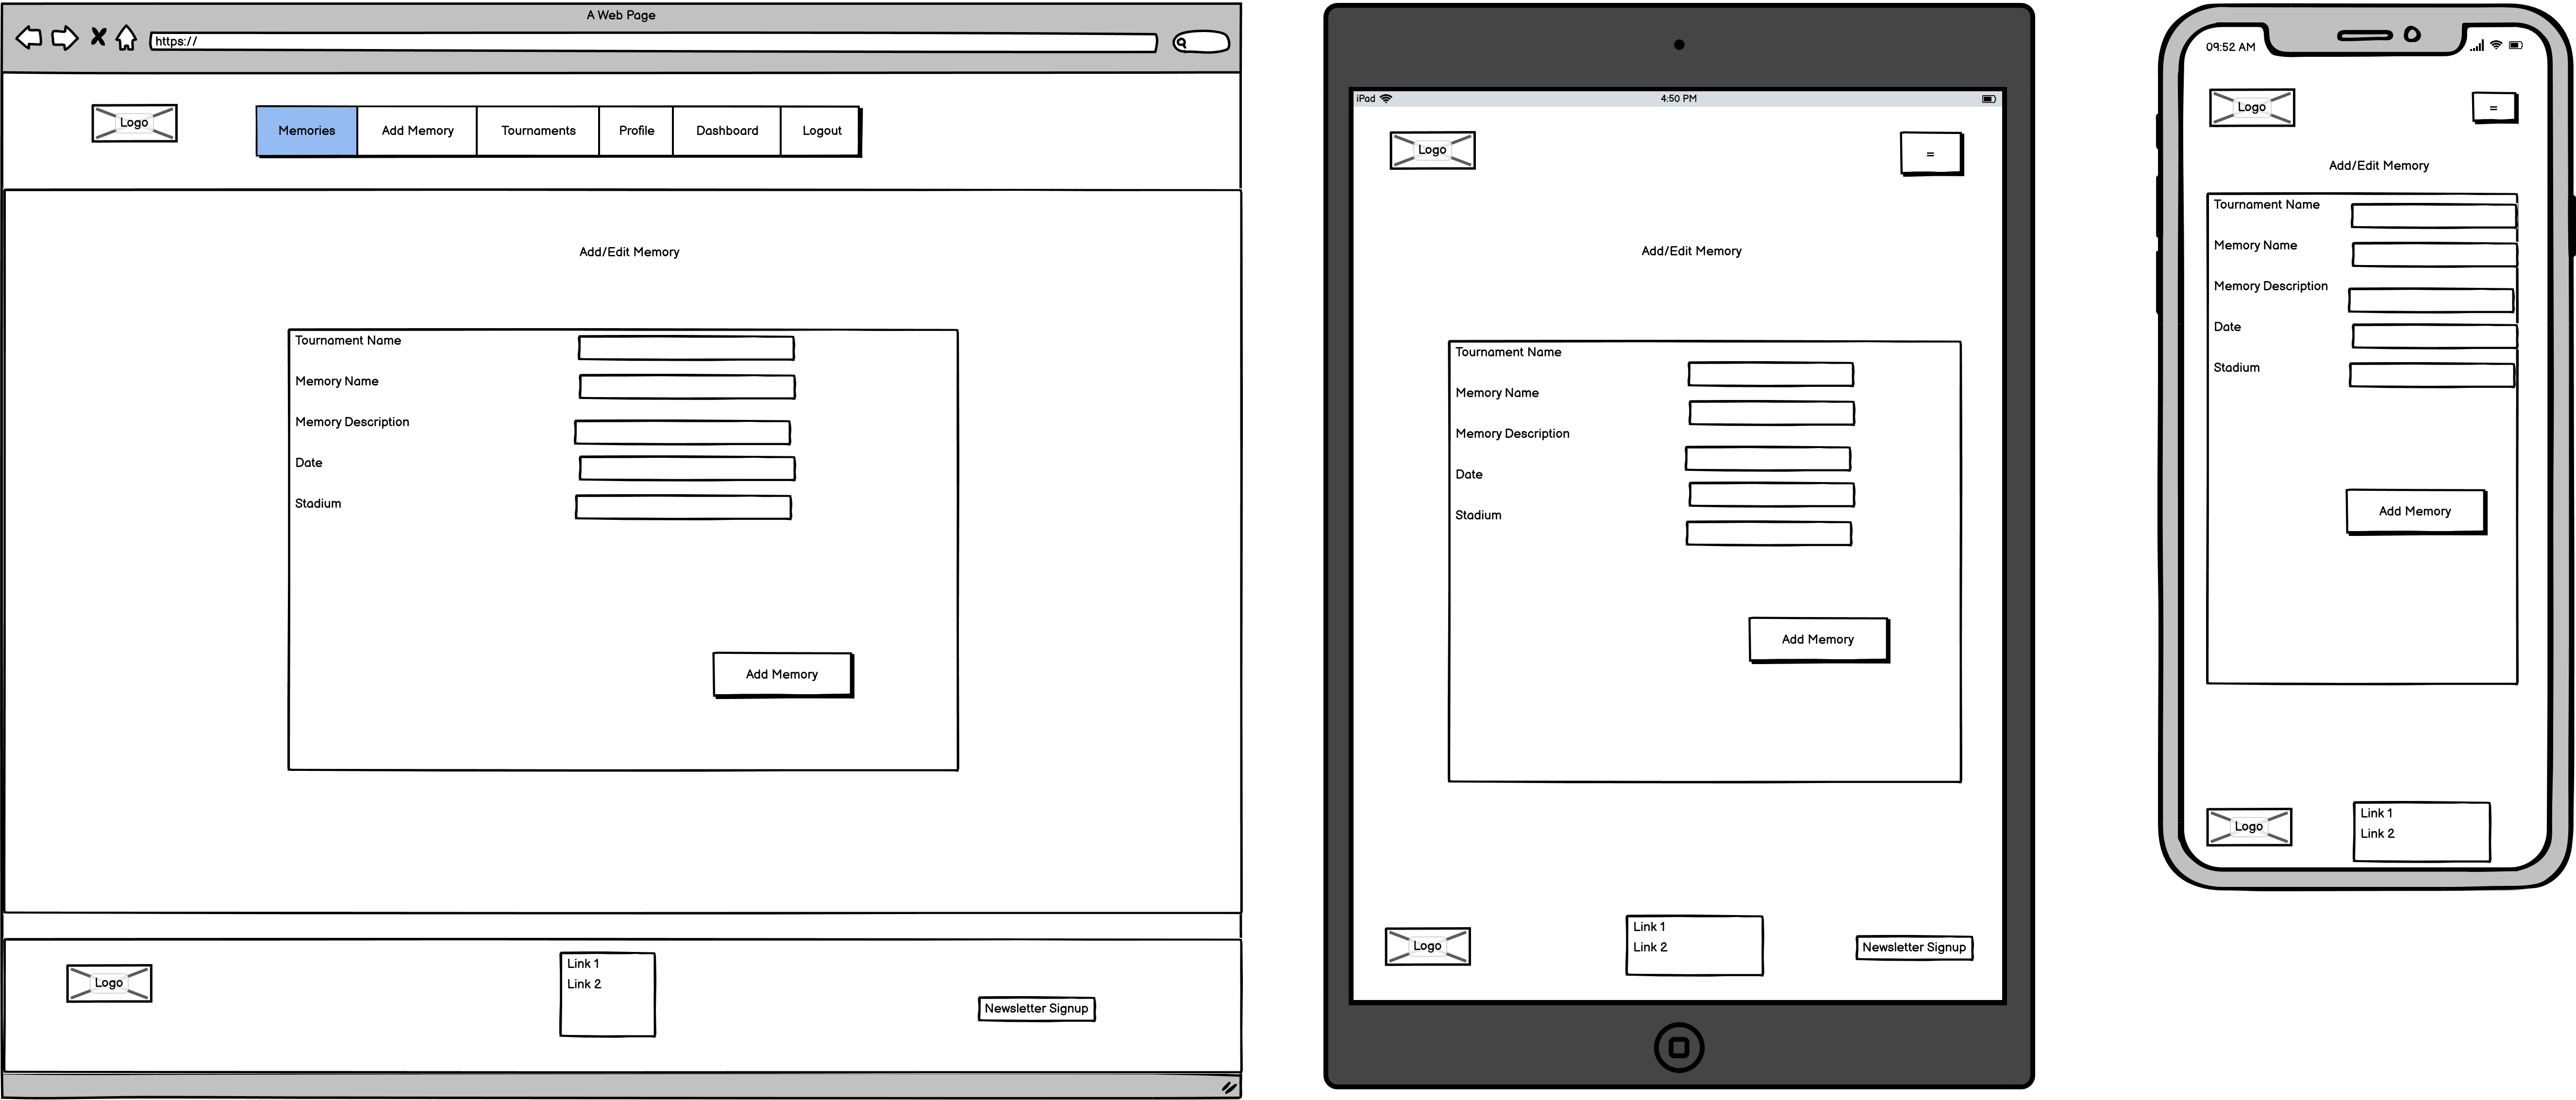 A Web Page
https://
Logo
Memories Add Memory Tournaments Profile Dashboard Logout
Add/Edit Memory
Tournament Name
Memory Name
Memory Description
Date
Stadium
Add Memory
Logo
Link 1
Link 2
Newsletter Signup
iPad 4:50 PM
Logo =
Add/Edit Memory
Tournament Name
Memory Name
Memory Description
Date
Stadium
Add Memory
Logo
Link 1
Link 2
Newsletter Signup
09:52 AM
Logo =
Add/Edit Memory
Tournament Name
Memory Name
Memory Description
Date
Stadium
Add Memory
Logo
Link 1
Link 2